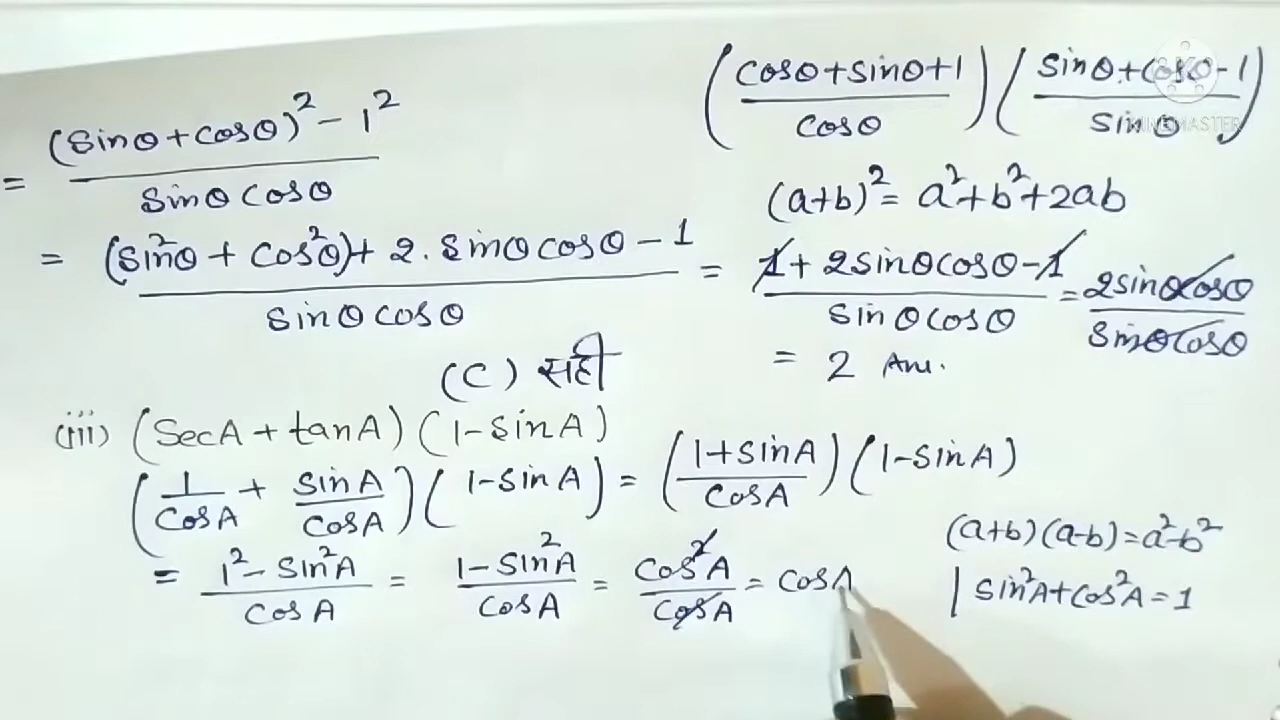 (cosθ+sinθ+1 / cosθ) (sinθ+cosθ-1 / sinθ)
= (sinθ+cosθ)² - 1² / sinθ cosθ
(a+b)² = a²+b²+2ab
= (sin²θ + cos²θ)+ 2. sinθ cosθ - 1 / sinθ cosθ = 1+ 2sinθcosθ-1 / sinθcosθ = 2sinθcosθ / sinθcosθ
= 2 Ans.
(C) सही
(iii) (SecA + tanA) (1-sinA)
(1 / cosA + sinA / cosA) (1-sinA) = (1+sinA / cosA) (1-sinA)
(a+b)(a-b)=a²-b²
= 1²-sin²A / cosA = 1-sin²A / cosA = cos²A / cosA = cosA
| sin²A+cos²A=1